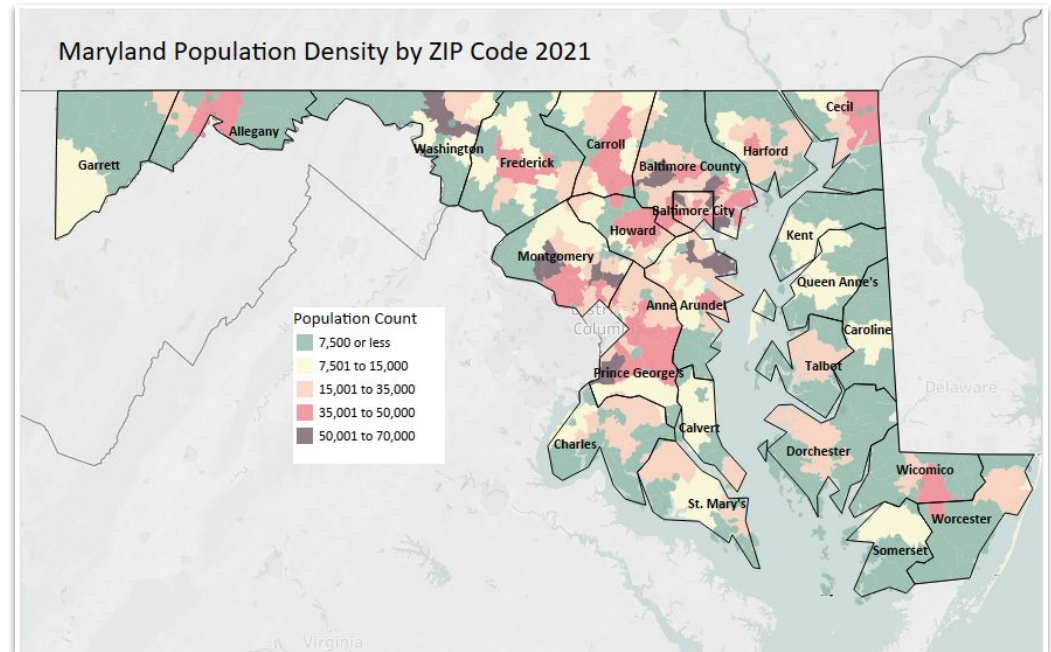 Maryland Population Density by ZIP Code 2021
Cecil
Allegany
Washington
Carroll
Harford
Garrett
Frederick
Baltimore County
Baltimore City
Howard
Kent
Montgomery
Queen Anne's
Anne Arundel
Population Count
7,500 or less
7,501 to 15,000
15,001 to 35,000
35,001 to 50,000
50,001 to 70,000
Caroline
Talbot
Prince George's
Delaware
Calvert
Charles
Dorchester
Wicomico
St. Mary's
Worcester
Somerset
Virginia